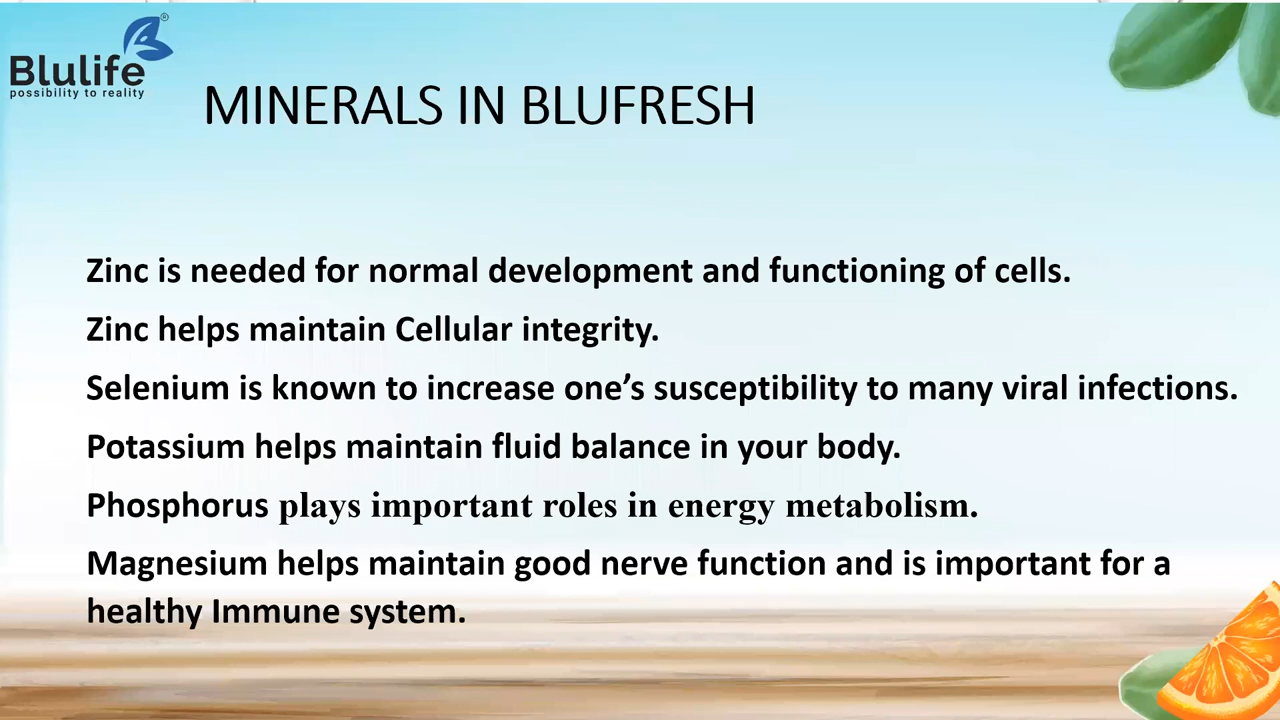 Blulife®
possibility to reality
MINERALS IN BLUFRESH
Zinc is needed for normal development and functioning of cells.
Zinc helps maintain Cellular integrity.
Selenium is known to increase one’s susceptibility to many viral infections.
Potassium helps maintain fluid balance in your body.
Phosphorus plays important roles in energy metabolism.
Magnesium helps maintain good nerve function and is important for a
healthy Immune system.